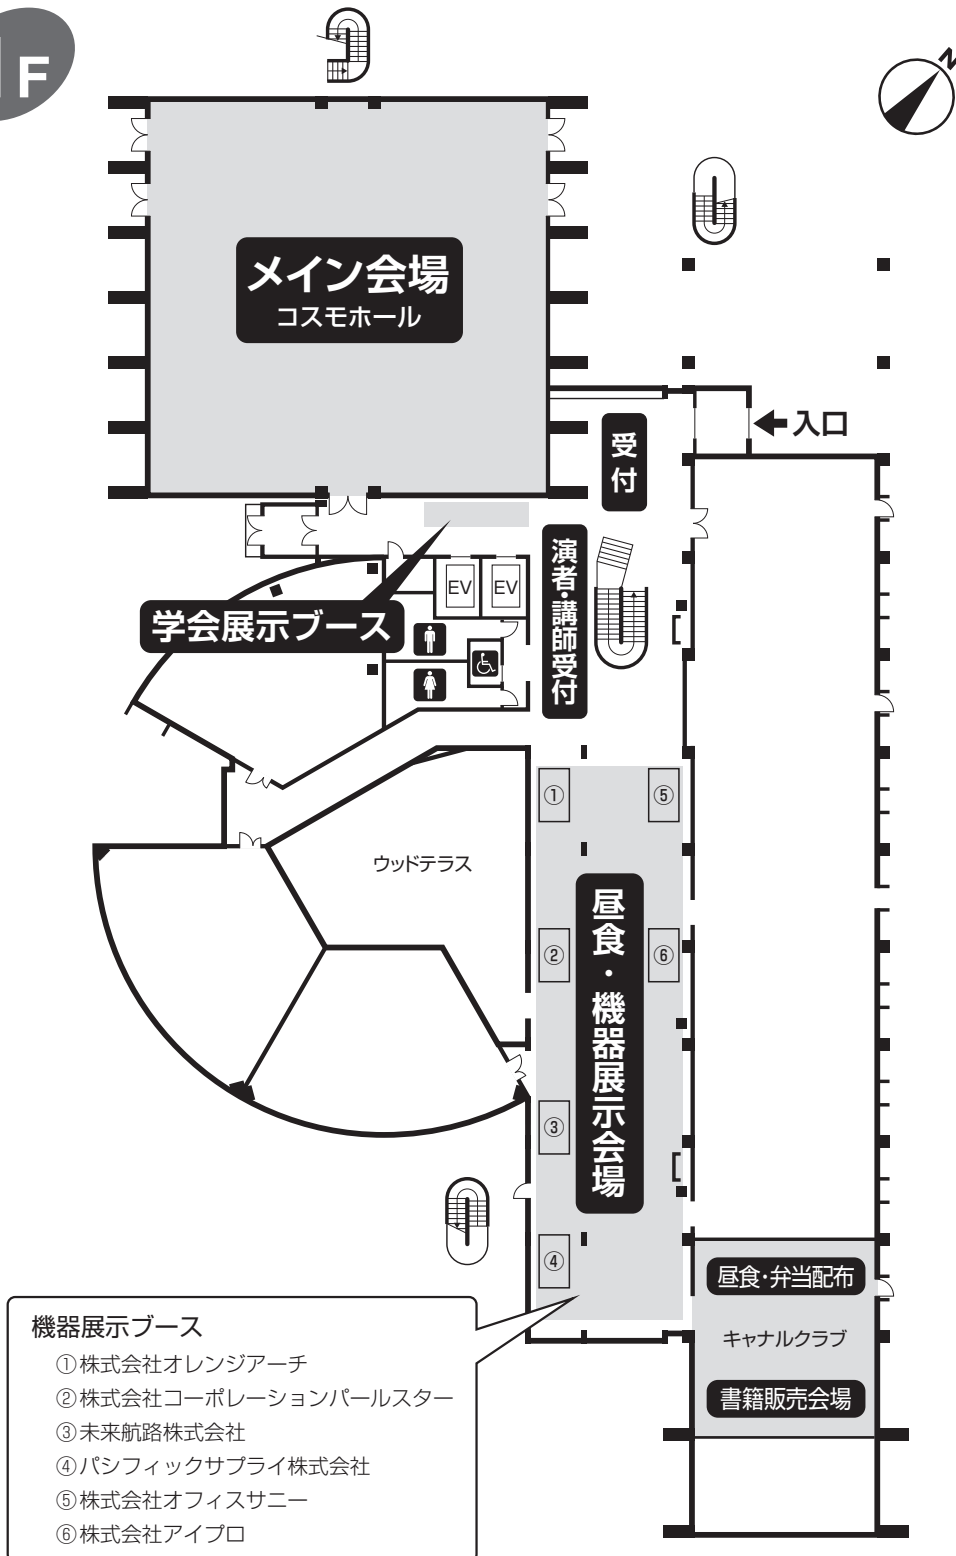 1F
N
メイン会場
コスモホール
入口
受付
演者・講師受付
EV
EV
学会展示ブース
①
⑤
ウッドテラス
②
⑥
昼食・機器展示会場
③
④
昼食・弁当配布
キャナルクラブ
書籍販売会場
機器展示ブース
①株式会社オレンジアーチ
②株式会社コーポレーションパールスター
③未来航路株式会社
④パシフィックサプライ株式会社
⑤株式会社オフィスサニー
⑥株式会社アイプロ